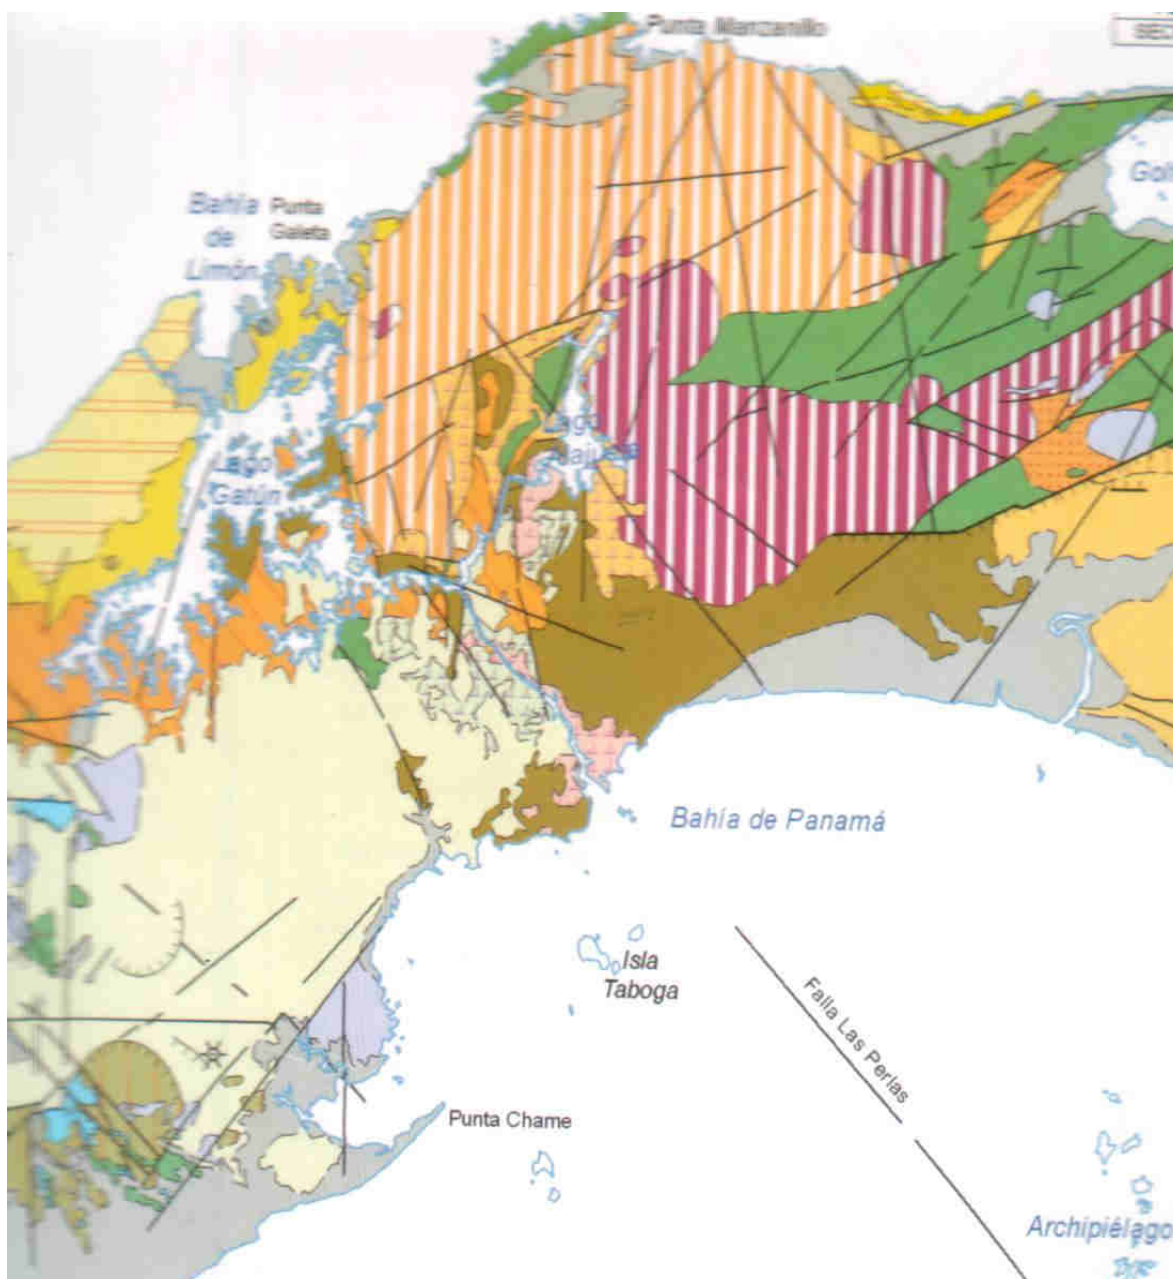 Punta Manzanillo
Bahía
de
Limón
Punta
Galeta
Lago
Gatún
Lago
Alajuela
Bahía de Panamá
Isla
Taboga
Falla Las Perlas
Punta Chame
Archipiélago